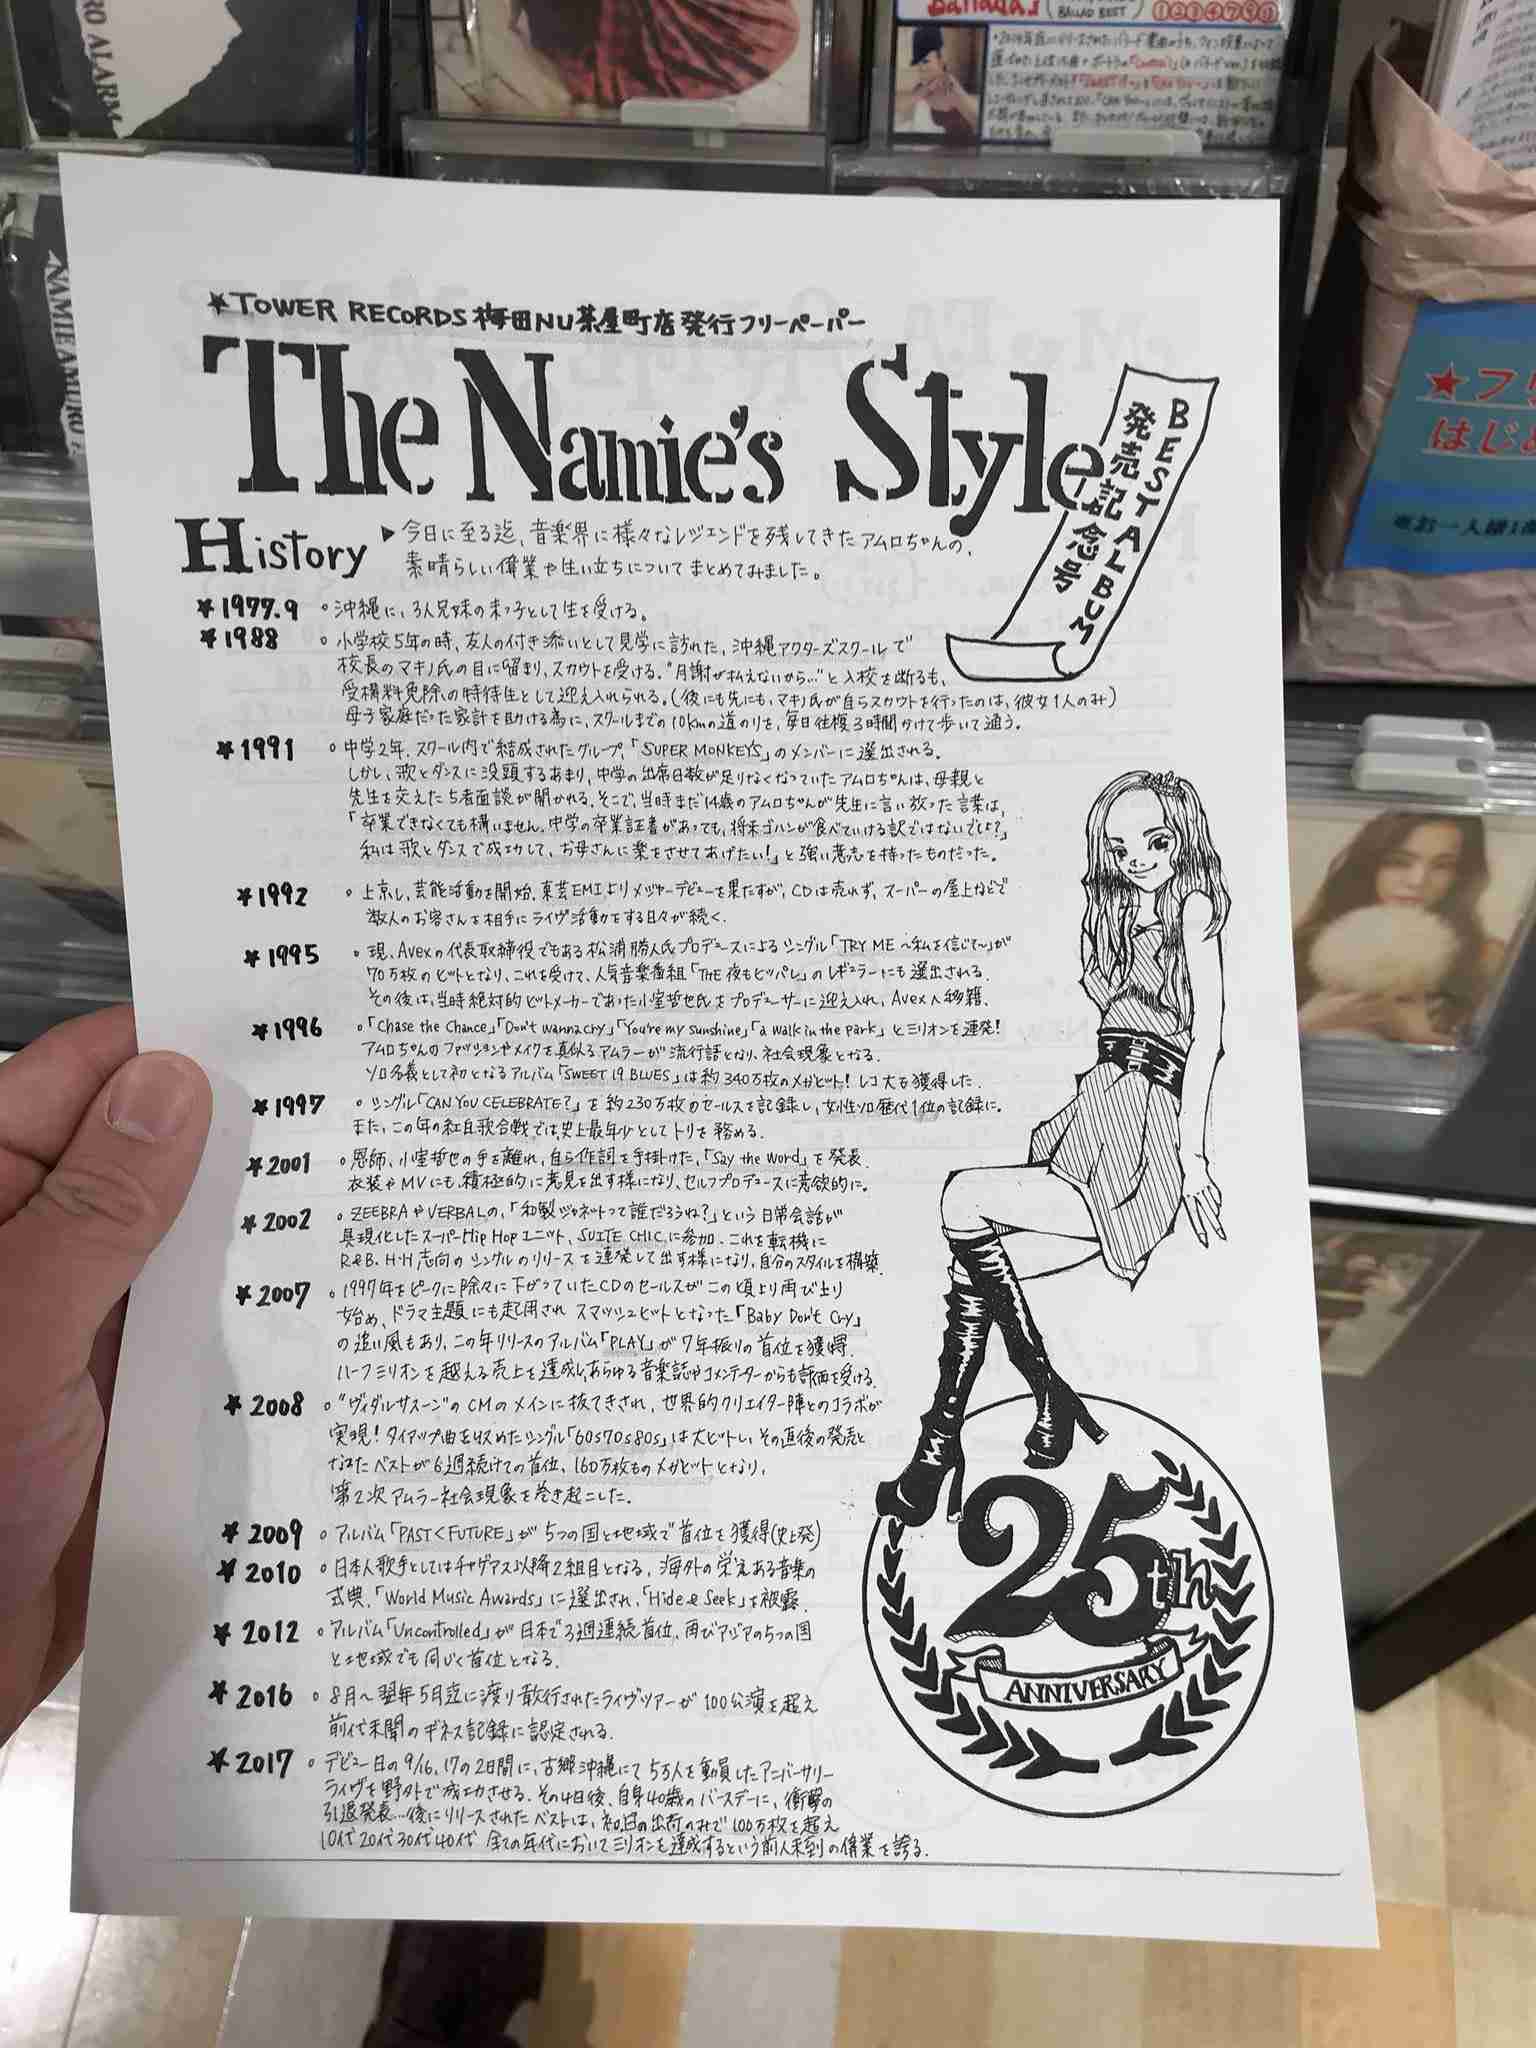 RO ALARM
NAMIE AMURO
Ballada
(BALLAD BEST)
★フリ
はじめ
※お一人様1部
★TOWER RECORDS 梅田NU茶屋町店 発行フリーペーパー
The Namie's Style
BEST ALBUM
発売記念号
History
▶今日に至る迄、音楽界に様々なレジェンドを残してきたアムロちゃんの、
素晴らしい偉業や生い立ちについてまとめてみました。
★1977.9 ○沖縄に、3人兄妹の末っ子として生を受ける。
★1988 ○小学校5年の時、友人の付き添いとして見学に訪れた、沖縄アクターズスクールで
校長のマキノ氏の目に留まり、スカウトを受ける。"月謝が払えないから…"と入校を断るも、
受構料免除の特待生として迎え入れられる。(後にも先にも、マキノ氏が自らスカウトを行ったのは、彼女1人のみ)
母子家庭だった家計を助ける為に、スクールまでの10kmの道のりを、毎日往復3時間かけて歩いて通う。
★1991 ○中学2年、スクール内で結成されたグループ、「SUPER MONKEYS」のメンバーに選出される。
しかし、歌とダンスに没頭するあまり、中学の出席日数が足りなくなっていたアムロちゃんは、母親と
先生を交えた5者面談が開かれる。そこで、当時まだ14歳のアムロちゃんが先生に言い放った言葉は、
「卒業できなくても構いません。中学の卒業証書があっても、将来ゴハンが食べていける訳ではないでしょ?」
私は歌とダンスで成功して、お母さんに楽をさせてあげたい!」と強い意志を持ったものだった。
★1992 ○上京し、芸能活動を開始。東芸EMIよりメジャーデビューを果たすが、CDは売れず、スーパーの屋上などで
数人のお客さんを相手にライヴ活動をする日々が続く。
★1995 ○現、Avexの代表取締役でもある松浦勝人氏プロデュースによるシングル「TRY ME ~私を信じて~」が
70万枚のヒットとなり、これを受けて、人気音楽番組「THE 夜もヒッパレ」のレギュラーにも選出される。
その後は、当時絶対的ヒットメーカーであった小室哲也氏をプロデューサーに迎え入れ、Avexへ移籍。
★1996 ○「Chase the Chance」「Don't wanna cry」「You're my sunshine」「a walk in the park」とミリオンを連発!
アムロちゃんのファッションやメイクを真似るアムラーが流行語となり、社会現象となる。
ソロ名義として初となるアルバム「SWEET 19 BLUES」は約340万枚のメガヒット! レコ大を獲得した。
★1997 ○シングル「CAN YOU CELEBRATE?」を約230万枚のセールスを記録し、女性ソロ歴代1位の記録に。
また、この年の紅白歌合戦では、史上最年少としてトリを務める。
★2001 ○恩師、小室哲也の手を離れ、自ら作詞を手掛けた、「Say the word」を発表。
衣装やMVにも、積極的に意見を出す様になり、セルフプロデュースに意欲的に。
★2002 ○ZEEBRAやVERBALの、「和製ジャネットって誰だろうね?」という日常会話が
具現化したスーパーHip Hopユニット、SUITE CHICに参加。これを転機に
R&B、H・H志向のシングルのリリースを連発して出す様になり、自分のスタイルを構築。
★2007 ○1997年をピークに徐々に下がっていたCDのセールスがこの頃より再び上り
始め、ドラマ主題にも起用されスマッシュヒットとなった「Baby Don't Cry」
の追い風もあり、この年リリースのアルバム「PLAY」が7年振りの首位を獲得。
ハーフミリオンを越える売上を達成し、あらゆる音楽誌やコメンテーターからも評価を受ける。
★2008 ○"ヴィダルサスーン"のCMのメインに抜てきされ、世界的クリエイター陣とのコラボが
実現! タイアップ曲を収めたシングル「60s70s80s」は大ヒットし、その直後の発売と
なったベストが6週続けての首位、160万枚ものメガヒットとなり、
第2次アムラー社会現象を巻き起こした。
★2009 ○アルバム「PAST<FUTURE」が5つの国と地域で首位を獲得(史上発)
★2010 ○日本人歌手としてはチャゲアス以降2組目となる、海外の栄えある音楽の
式典、「World Music Awards」に選出され、「Hide & Seek」を披露。
★2012 ○アルバム「Uncontrolled」が日本で3週連続首位、再びアジアの5つの国
と地域でも同じく首位となる。
★2016 ○8月~翌年5月迄に渡り敢行されたライヴツアーが100公演を超え
前代未聞のギネス記録に認定される。
★2017 ○デビュー日の9/16、17の2日間に、古郷沖縄にて5万人を動員したアニバーサリー
ライヴを野外で成功させる。その4日後、自身40歳のバースデーに、衝撃の
引退発表…後にリリースされたベストは、初日の出荷のみで100万枚を超え
10代20代30代40代 全ての年代においてミリオンを達成するという前人未到の偉業を誇る。
25th
ANNIVERSARY